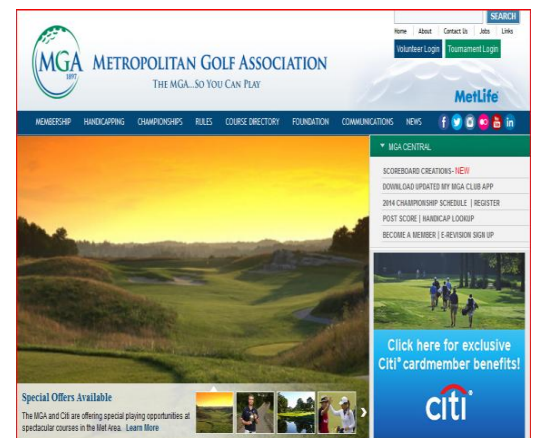 SEARCH
Home About Contact Us Jobs Links
Volunteer Login Tournament Login
MGA
1897
METROPOLITAN GOLF ASSOCIATION
THE MGA...SO YOU CAN PLAY
MetLife
MEMBERSHIP HANDICAPPING CHAMPIONSHIPS RULES COURSE DIRECTORY FOUNDATION COMMUNICATIONS NEWS
MGA CENTRAL
SCOREBOARD CREATIONS- NEW
DOWNLOAD UPDATED MY MGA CLUB APP
2014 CHAMPIONSHIP SCHEDULE | REGISTER
POST SCORE | HANDICAP LOOKUP
BECOME A MEMBER | E-REVISION SIGN UP
Click here for exclusive
Citi® cardmember benefits!
citi
Special Offers Available
The MGA and Citi are offering special playing opportunities at
spectacular courses in the Met Area. Learn More